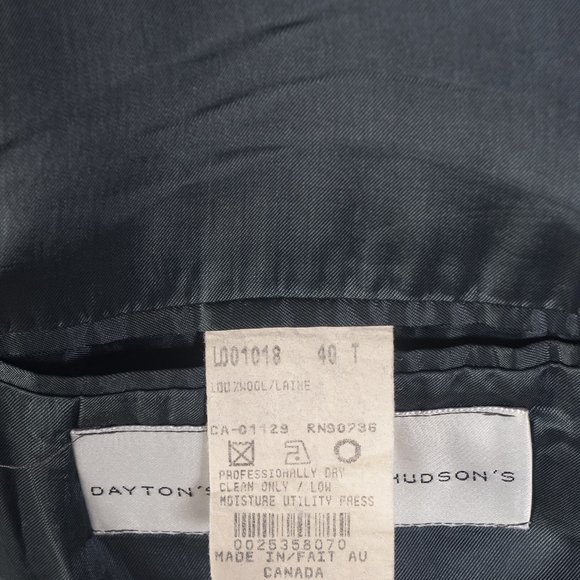 LD01018 40 T
100%WOOL/LAINE
CA-01129 RN90736
PROFESSIONALLY DRY
CLEAN ONLY / LOW
MOISTURE UTILITY PRESS
0025358070
MADE IN/FAIT AU
CANADA
DAYTON'S HUDSON'S